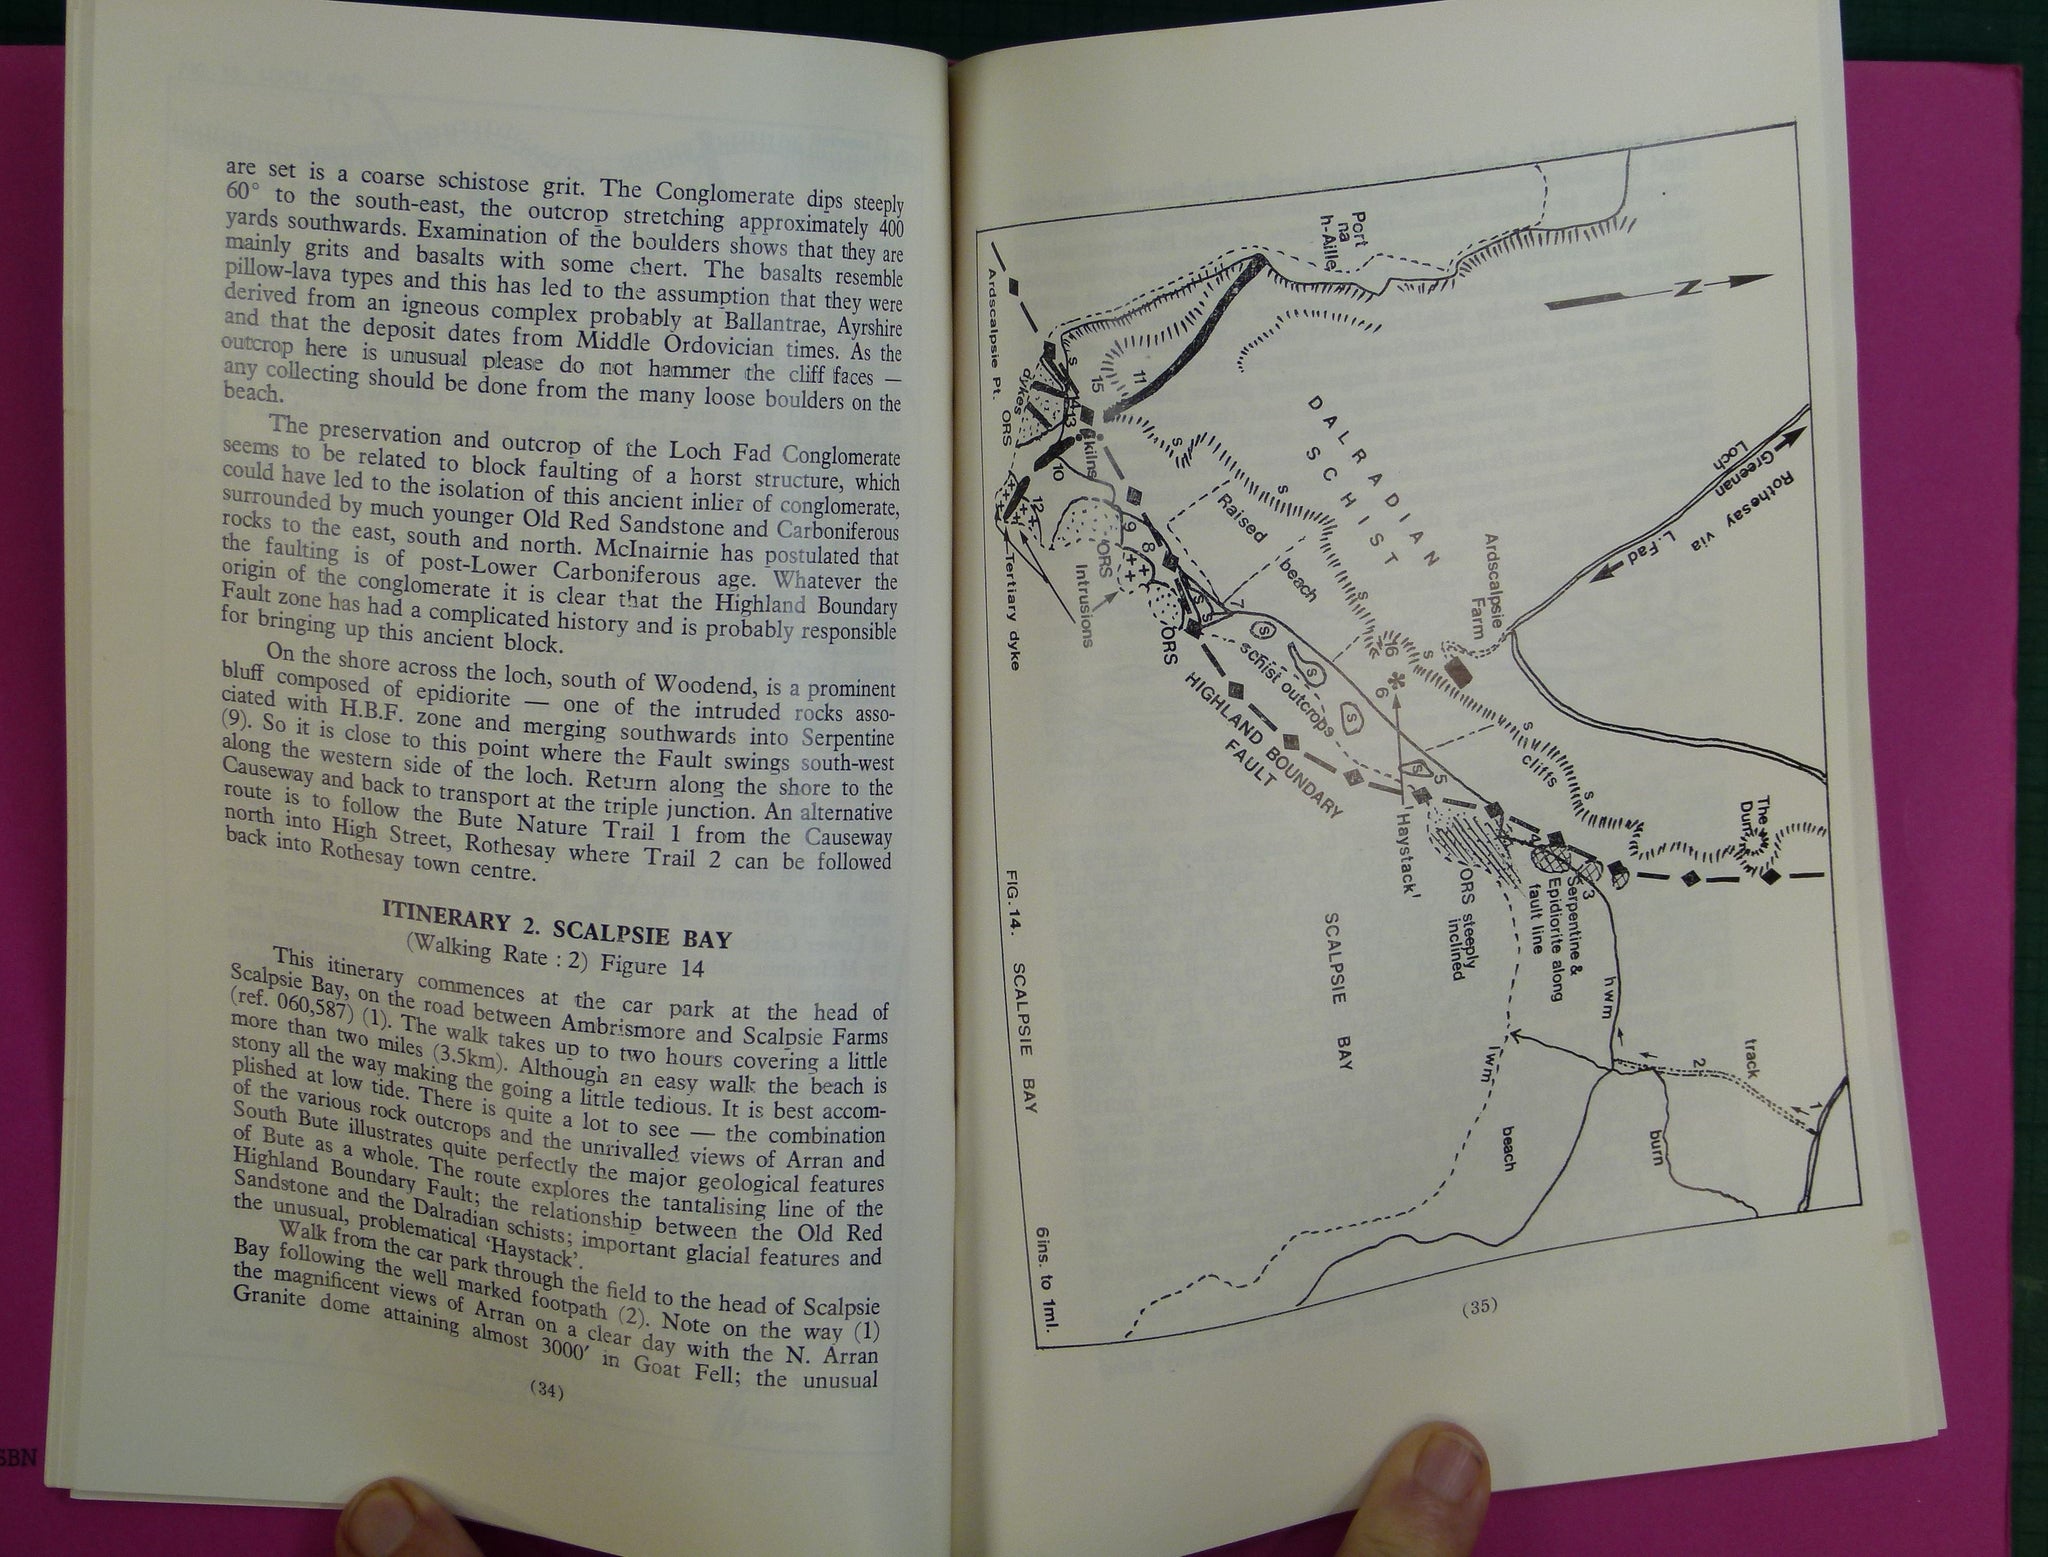 are set is a coarse schistose grit. The Conglomerate dips steeply
60° to the south-east, the outcrop stretching approximately 400
yards southwards. Examination of the boulders shows that they are
mainly grits and basalts with some chert. The basalts resemble
pillow-lava types and this has led to the assumption that they were
derived from an igneous complex probably at Ballantrae, Ayrshire
and that the deposit dates from Middle Ordovician times. As the
outcrop here is unusual please do not hammer the cliff faces —
any collecting should be done from the many loose boulders on the
beach.
The preservation and outcrop of the Loch Fad Conglomerate
seems to be related to block faulting of a horst structure, which
could have led to the isolation of this ancient inlier of conglomerate,
surrounded by much younger Old Red Sandstone and Carboniferous
rocks to the east, south and north. McInairnie has postulated that
the faulting is of post-Lower Carboniferous age. Whatever the
origin of the conglomerate it is clear that the Highland Boundary
Fault zone has had a complicated history and is probably responsible
for bringing up this ancient block.
On the shore across the loch, south of Woodend, is a prominent
bluff composed of epidiorite — one of the intruded rocks asso-
ciated with H.B.F. zone and merging southwards into Serpentine
(9). So it is close to this point where the Fault swings south-west
along the western side of the loch. Return along the shore to the
Causeway and back to transport at the triple junction. An alternative
route is to follow the Bute Nature Trail 1 from the Causeway
north into High Street, Rothesay where Trail 2 can be followed
back into Rothesay town centre.
ITINERARY 2. SCALPSIE BAY
(Walking Rate : 2) Figure 14
This itinerary commences at the car park at the head of
Scalpsie Bay, on the road between Ambrismore and Scalpsie Farms
(ref. 060,587) (1). The walk takes up to two hours covering a little
more than two miles (3.5km). Although an easy walk the beach is
stony all the way making the going a little tedious. It is best accom-
plished at low tide. There is quite a lot to see — the combination
of the various rock outcrops and the unrivalled views of Arran and
South Bute illustrates quite perfectly the major geological features
of Bute as a whole. The route explores the tantalising line of the
Highland Boundary Fault; the relationship between the Old Red
Sandstone and the Dalradian schists; important glacial features and
the unusual, problematical ‘Haystack’.
Walk from the car park through the field to the head of Scalpsie
Bay following the well marked footpath (2). Note on the way (1)
the magnificent views of Arran on a clear day with the N. Arran
Granite dome attaining almost 3000′ in Goat Fell; the unusual
(34)
Port
na
h-Aille
N
DALRADIAN
SCHIST
Loch
Greenan
Rothesay via
L.Fad
Ardscalpsie
Farm
The
Dun
cliffs
Raised beach
11
15
14
13
kilns
10
12
9
8
7
16
6
5
4
3
2
1
dykes
Ardscalpsie Pt.
ORS
ORS
Intrusions
Tertiary dyke
ORS
schist outcrops
HIGHLAND BOUNDARY
FAULT
'Haystack'
ORS steeply
inclined
Serpentine &
Epidiorite along
fault line
hwm
lwm
track
burn
beach
SCALPSIE BAY
FIG.14. SCALPSIE BAY
6ins. to 1ml.
(35)